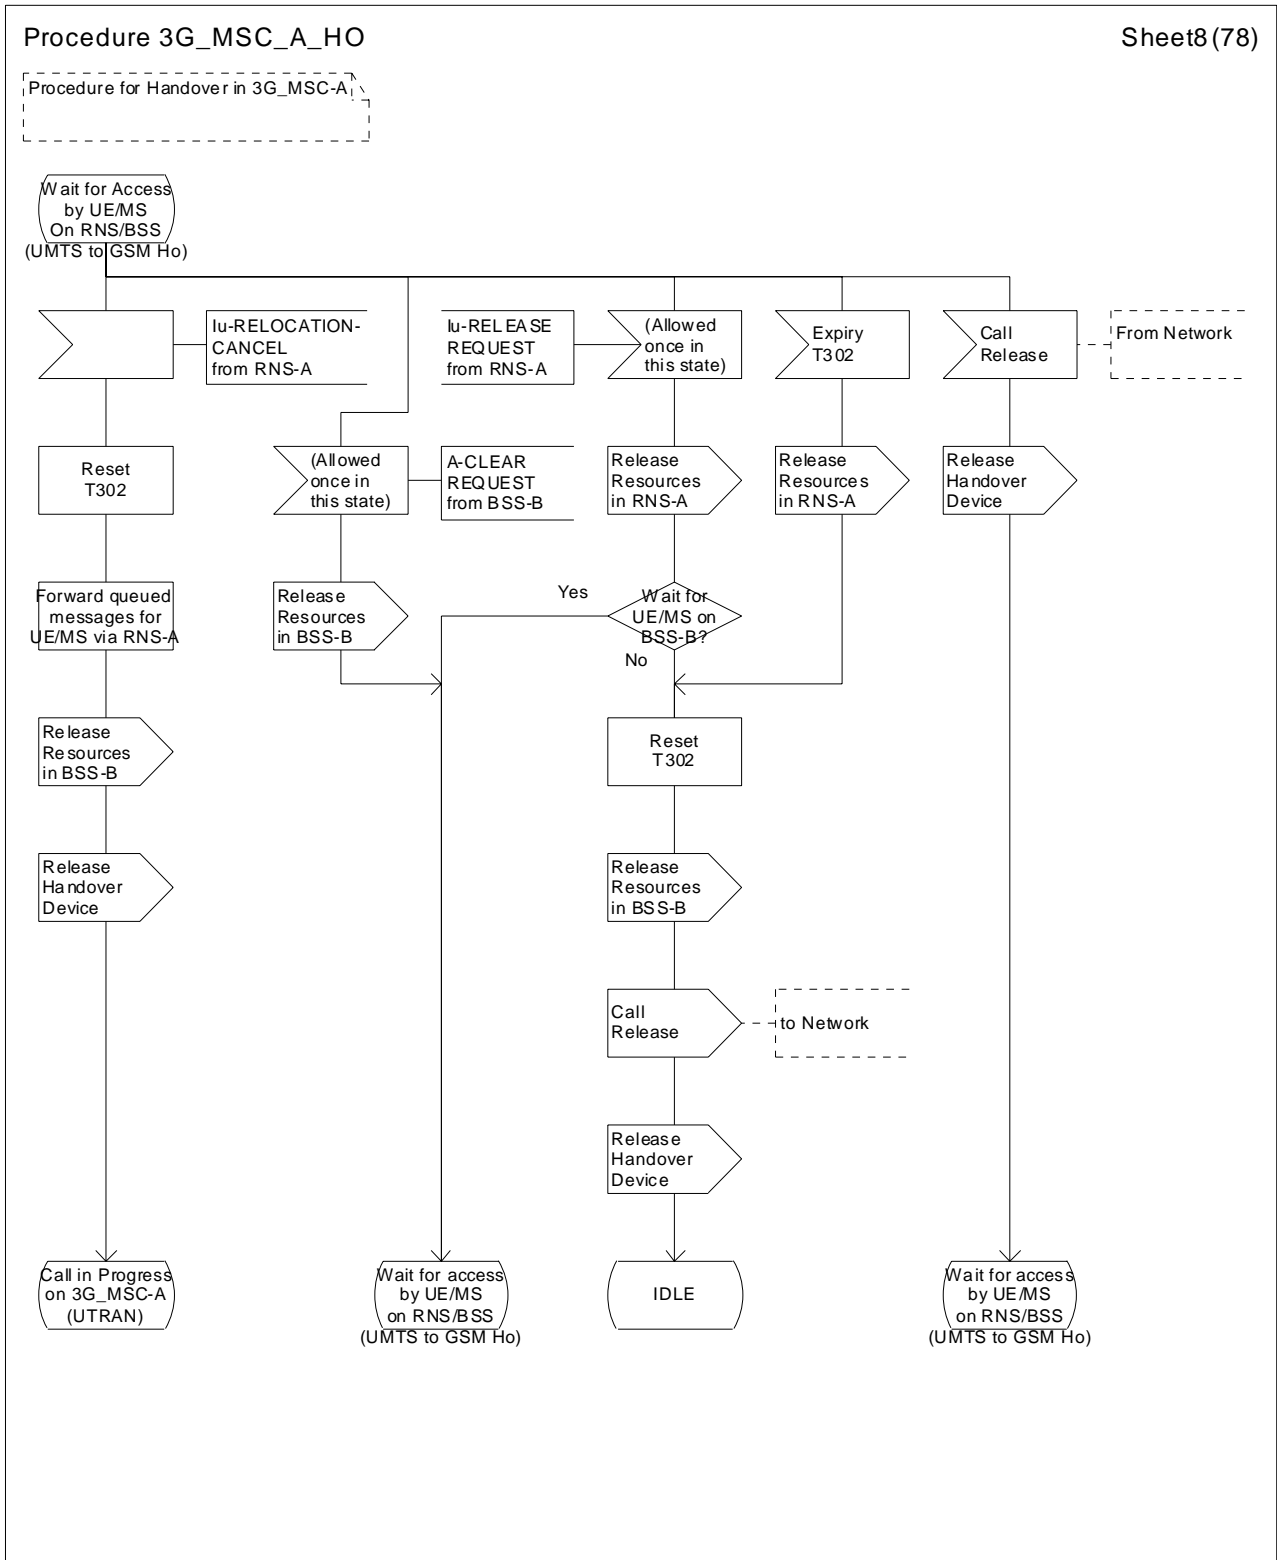 Procedure 3G_MSC_A_HO
Sheet8(78)
Procedure for Handover in 3G_MSC-A
Wait for Access
by UE/MS
On RNS/BSS
(UMTS to GSM Ho)
Iu-RELOCATION-
CANCEL
from RNS-A
Iu-RELEASE
REQUEST
from RNS-A
(Allowed
once in
this state)
Expiry
T302
Call
Release
From Network
Reset
T302
(Allowed
once in
this state)
A-CLEAR
REQUEST
from BSS-B
Release
Resources
in RNS-A
Release
Resources
in RNS-A
Release
Handover
Device
Forward queued
messages for
UE/MS via RNS-A
Release
Resources
in BSS-B
Yes
Wait for
UE/MS on
BSS-B?
No
Release
Resources
in BSS-B
Reset
T302
Release
Handover
Device
Release
Resources
in BSS-B
Call
Release
to Network
Release
Handover
Device
Call in Progress
on 3G_MSC-A
(UTRAN)
Wait for access
by UE/MS
on RNS/BSS
(UMTS to GSM Ho)
IDLE
Wait for access
by UE/MS
on RNS/BSS
(UMTS to GSM Ho)